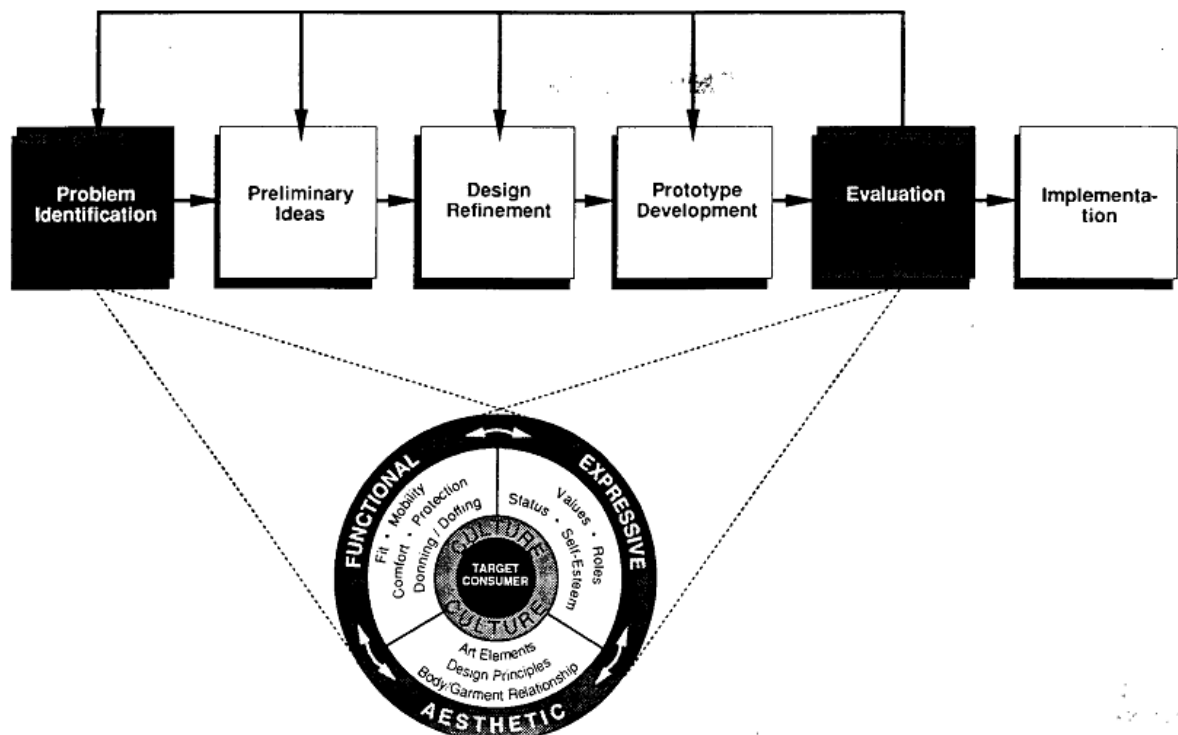 Problem
Identification
Preliminary
Ideas
Design
Refinement
Prototype
Development
Evaluation
Implementa-
tion
FUNCTIONAL
EXPRESSIVE
AESTHETIC
Fit • Mobility
Comfort • Protection
Donning / Doffing
Values • Roles
Status • Self-Esteem
CULTURE
TARGET
CONSUMER
CULTURE
Art Elements
Design Principles
Body/Garment Relationship